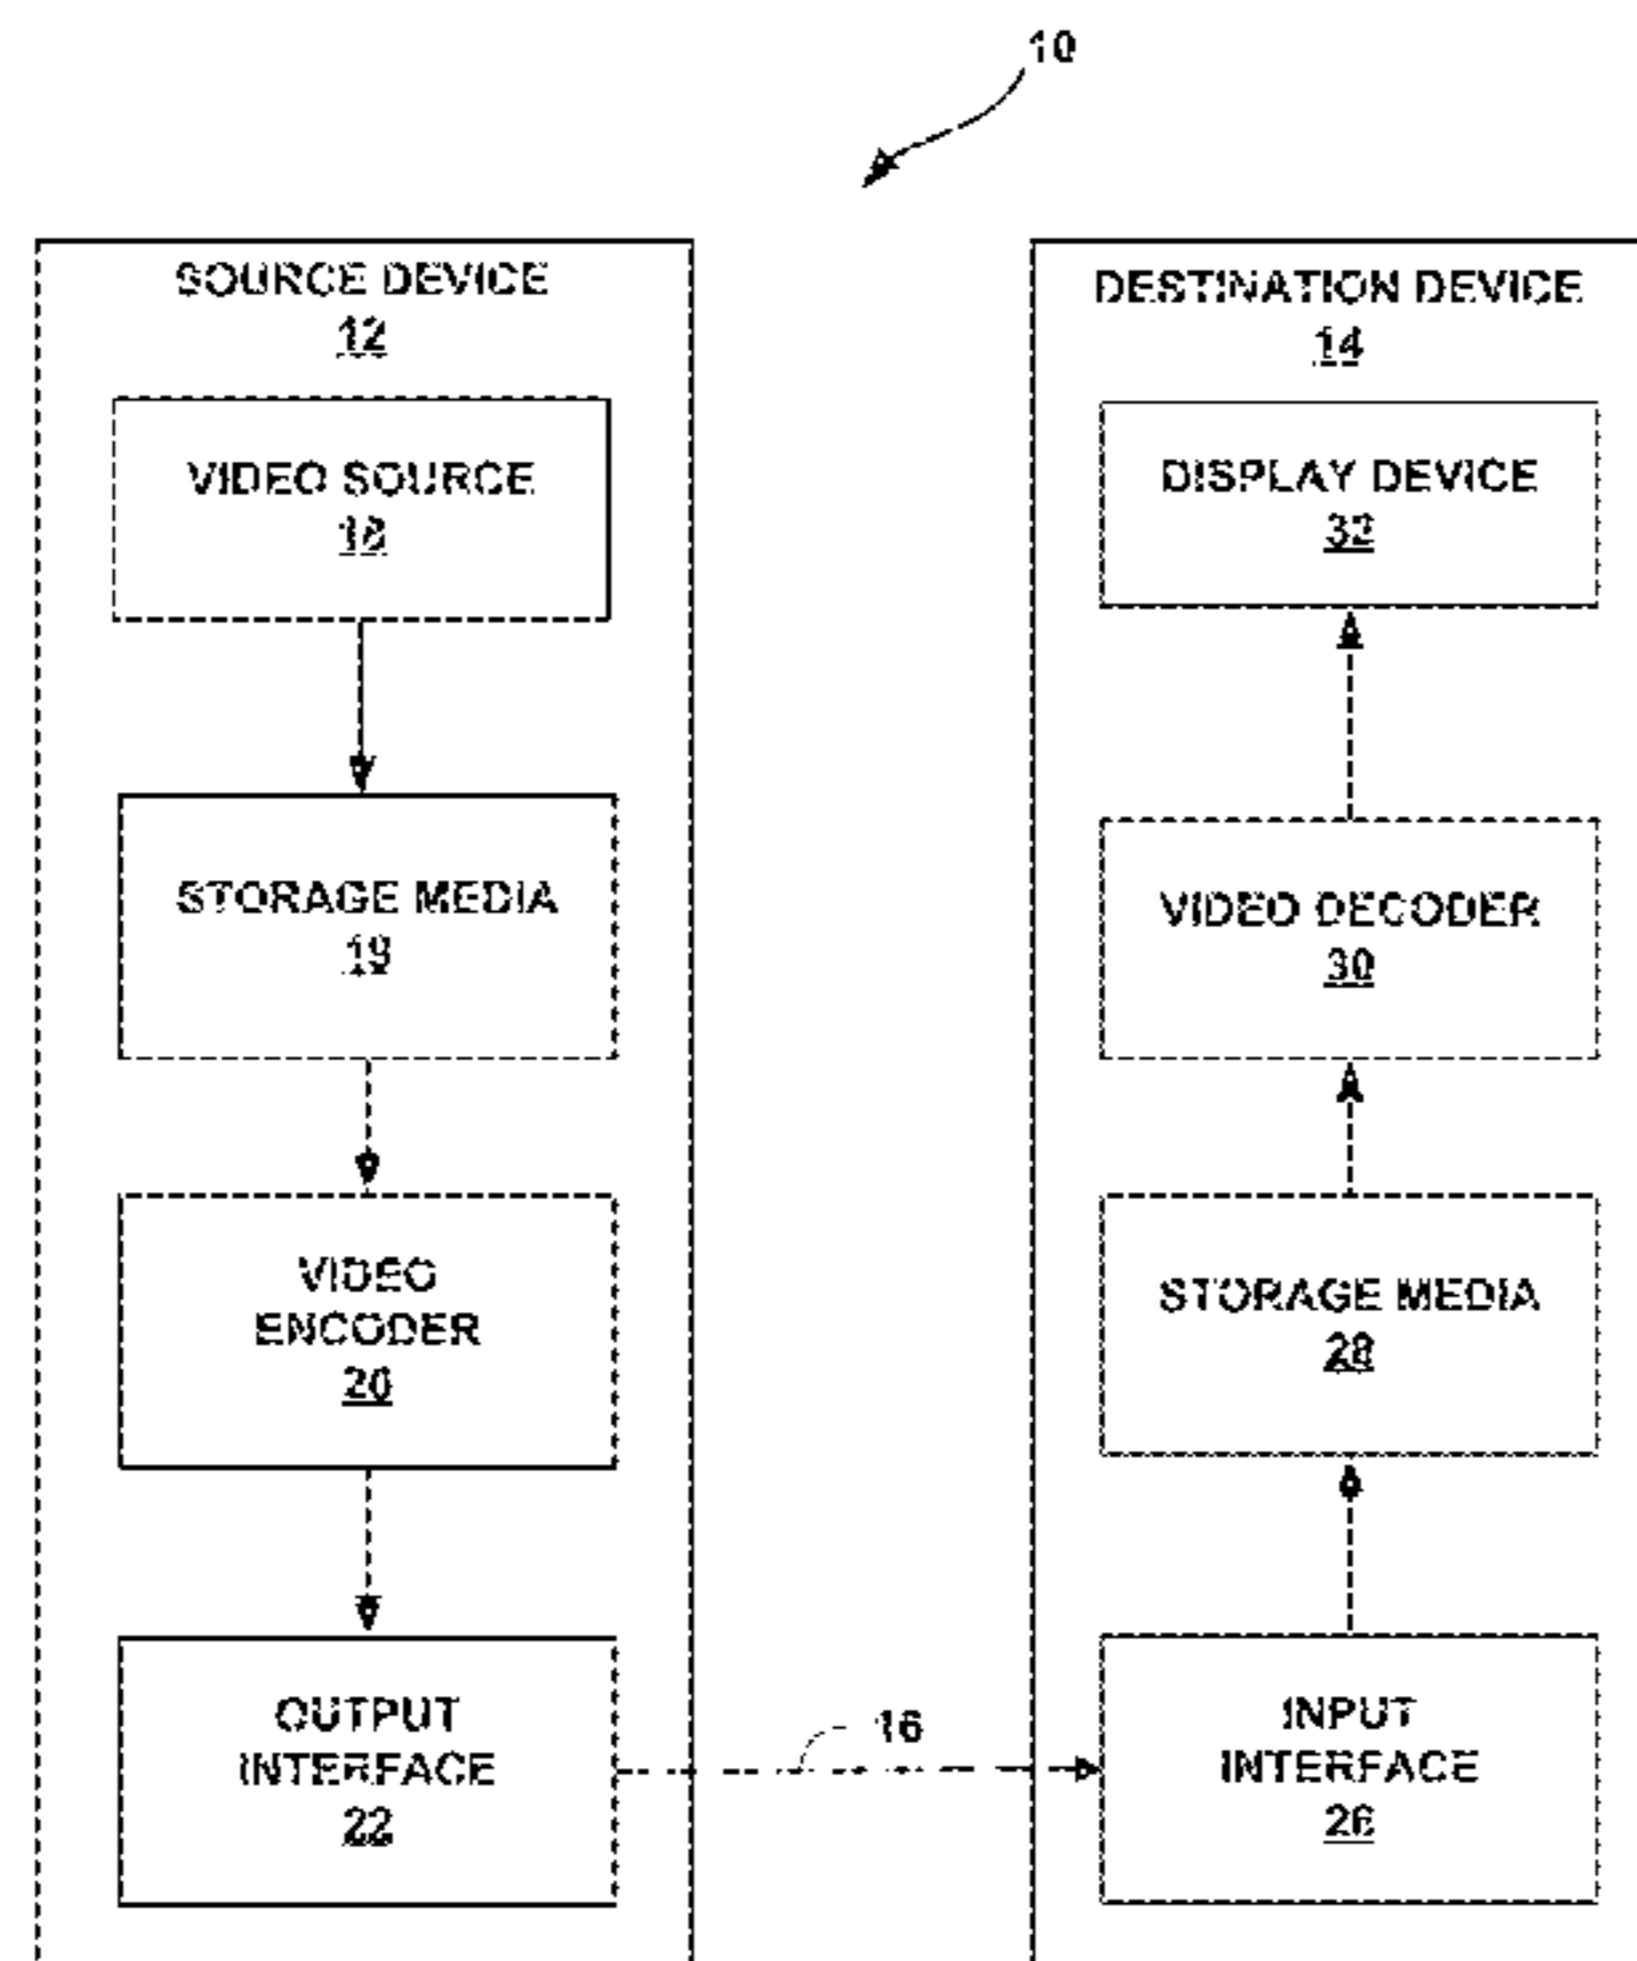 10
SOURCE DEVICE
12
VIDEO SOURCE
18
STORAGE MEDIA
19
VIDEO
ENCODER
20
OUTPUT
INTERFACE
22
16
DESTINATION DEVICE
14
DISPLAY DEVICE
32
VIDEO DECODER
30
STORAGE MEDIA
28
INPUT
INTERFACE
26